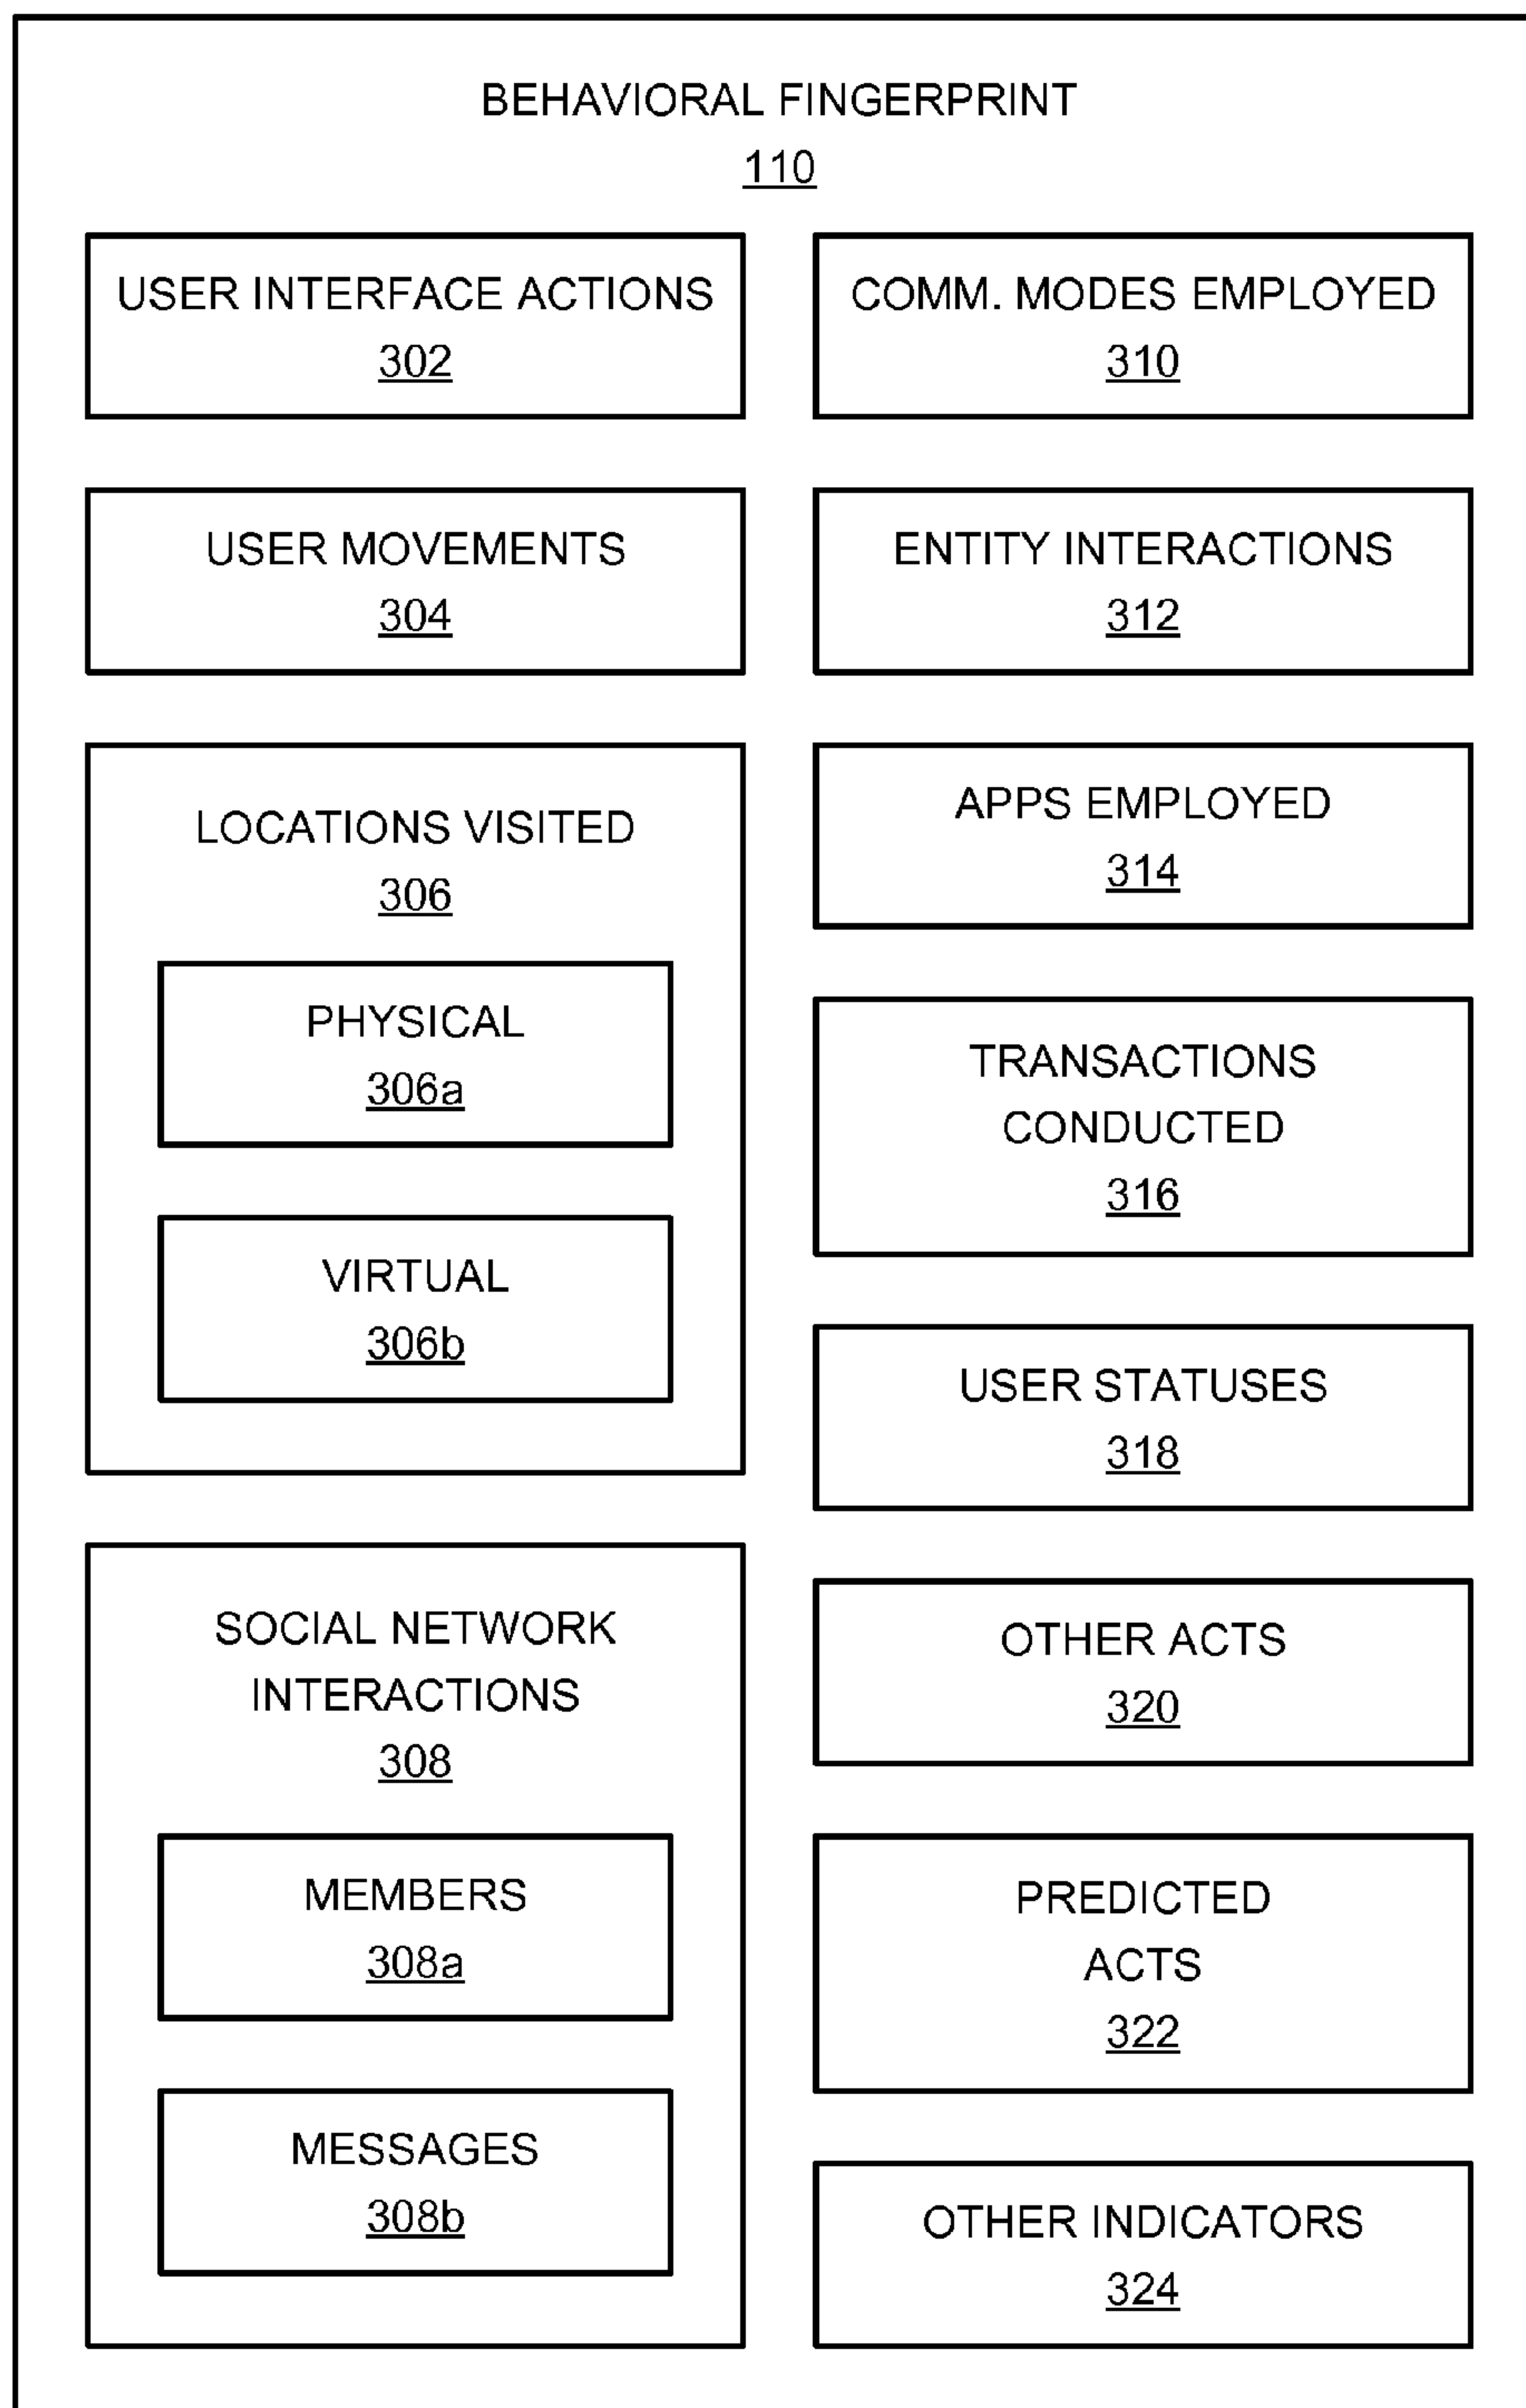 BEHAVIORAL FINGERPRINT
110
USER INTERFACE ACTIONS
302
USER MOVEMENTS
304
LOCATIONS VISITED
306
PHYSICAL
306a
VIRTUAL
306b
SOCIAL NETWORK
INTERACTIONS
308
MEMBERS
308a
MESSAGES
308b
COMM. MODES EMPLOYED
310
ENTITY INTERACTIONS
312
APPS EMPLOYED
314
TRANSACTIONS
CONDUCTED
316
USER STATUSES
318
OTHER ACTS
320
PREDICTED
ACTS
322
OTHER INDICATORS
324